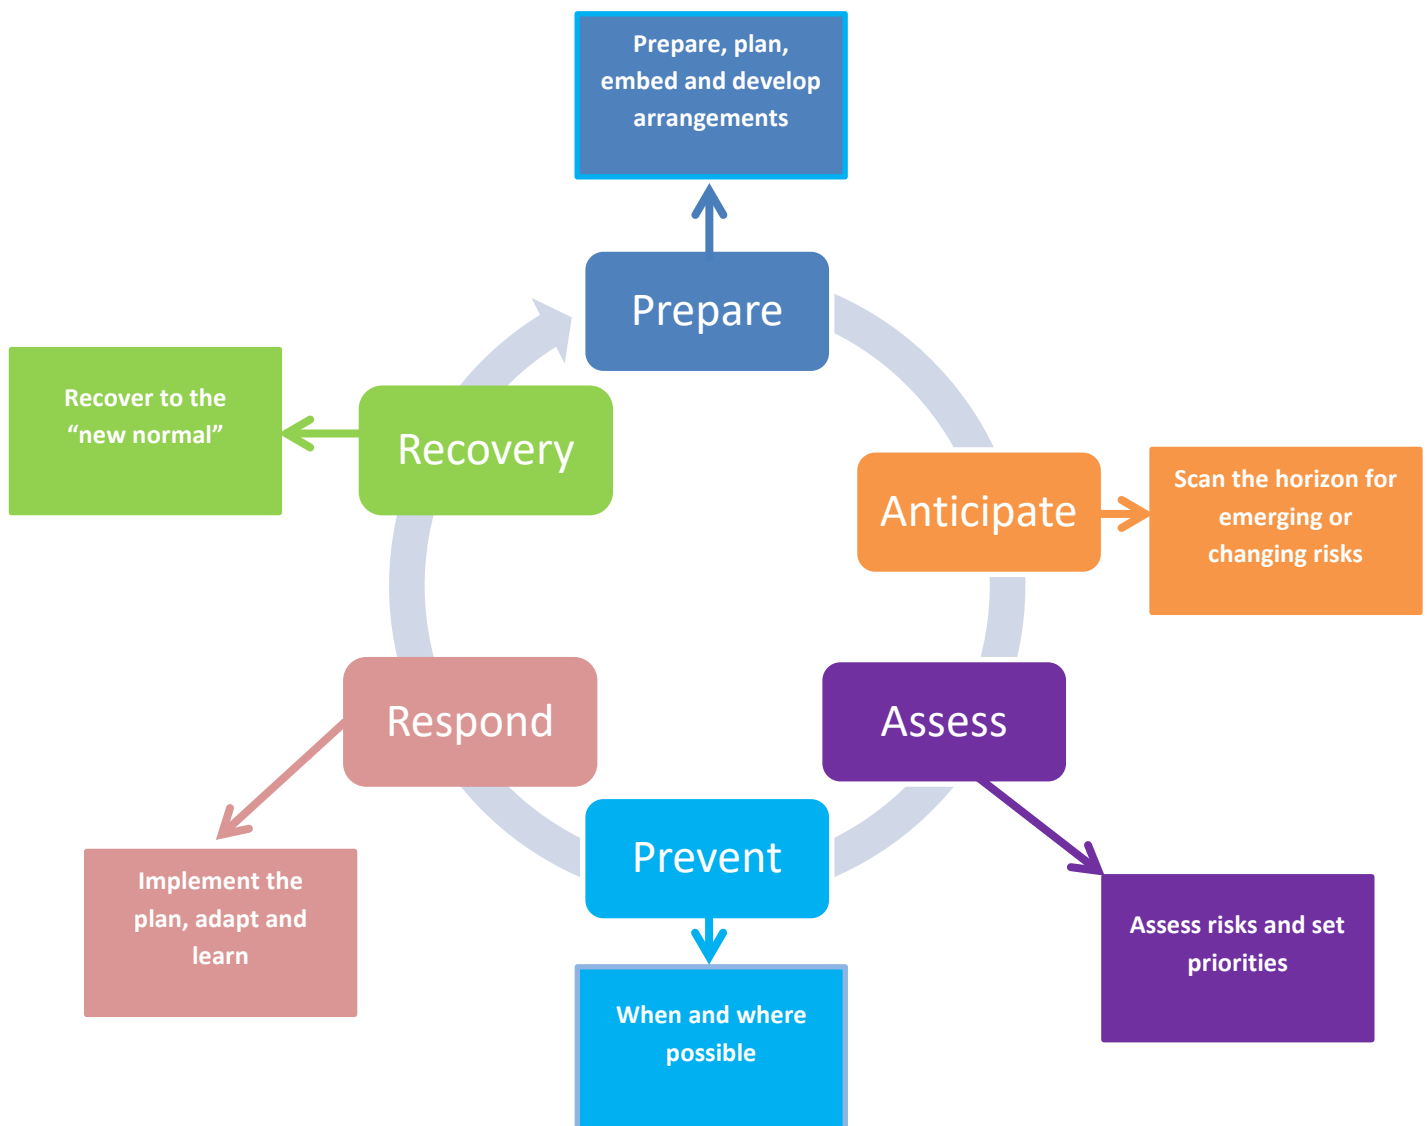 Prepare, plan,
embed and develop
arrangements
Prepare
Recover to the
“new normal”
Recovery
Anticipate
Scan the horizon for
emerging or
changing risks
Respond
Assess
Prevent
Implement the
plan, adapt and
learn
Assess risks and set
priorities
When and where
possible